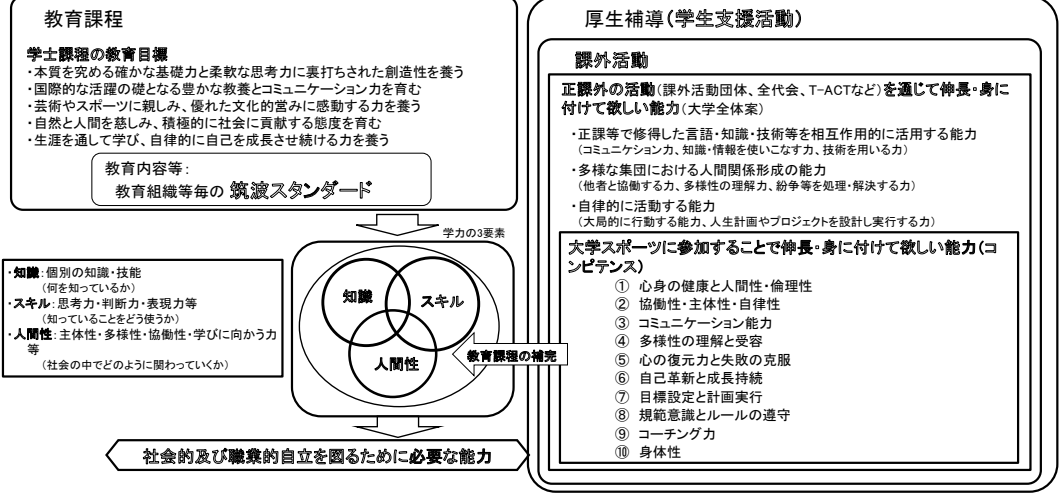 教育課程
学士課程の教育目標
・本質を究める確かな基礎力と柔軟な思考力に裏打ちされた創造性を養う
・国際的な活躍の礎となる豊かな教養とコミュニケーション力を育む
・芸術やスポーツに親しみ、優れた文化的営みに感動する力を養う
・自然と人間を慈しみ、積極的に社会に貢献する態度を育む
・生涯を通して学び、自律的に自己を成長させ続ける力を養う
教育内容等：
教育組織等毎の 筑波スタンダード
学力の3要素
・知識：個別の知識・技能
（何を知っているか）
・スキル：思考力・判断力・表現力等
（知っていることをどう使うか）
・人間性：主体性・多様性・協働性・学びに向かう力
等
（社会の中でどのように関わっていくか）
知識
スキル
人間性
教育課程の補完
社会的及び職業的自立を図るために必要な能力
厚生補導（学生支援活動）
課外活動
正課外の活動（課外活動団体、全代会、T-ACTなど）を通じて伸長・身に
付けて欲しい能力（大学全体案）
・正課等で修得した言語・知識・技術等を相互作用的に活用する能力
（コミュニケション力、知識・情報を使いこなす力、技術を用いる力）
・多様な集団における人間関係形成の能力
（他者と協働する力、多様性の理解力、紛争等を処理・解決する力）
・自律的に活動する能力
（大局的に行動する能力、人生計画やプロジェクトを設計し実行する力）
大学スポーツに参加することで伸長・身に付けて欲しい能力（コ
ンピテンス）
① 心身の健康と人間性・倫理性
② 協働性・主体性・自律性
③ コミュニケーション能力
④ 多様性の理解と受容
⑤ 心の復元力と失敗の克服
⑥ 自己革新と成長持続
⑦ 目標設定と計画実行
⑧ 規範意識とルールの遵守
⑨ コーチング力
⑩ 身体性